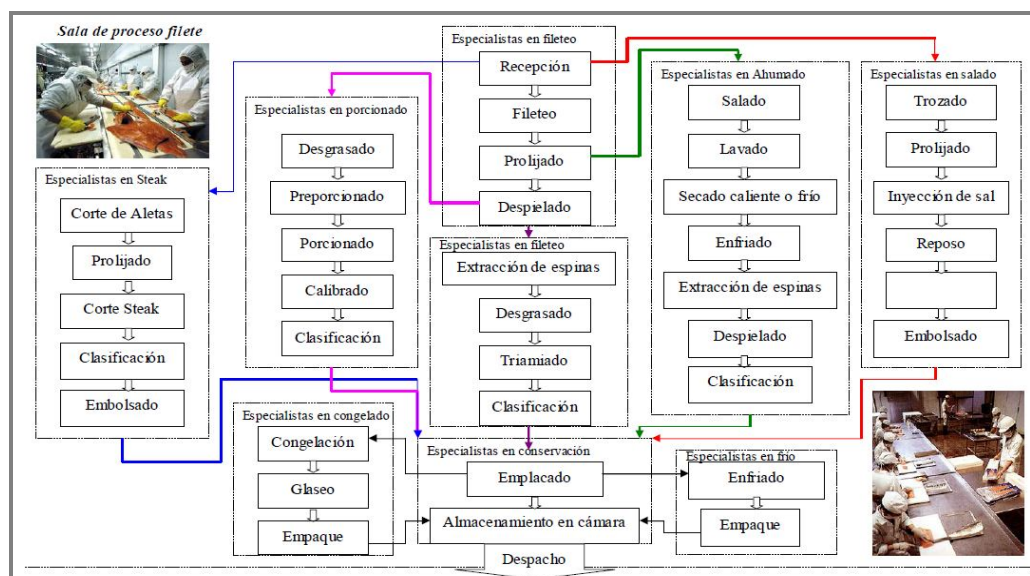 Sala de proceso filete
Especialistas en fileteo
Recepción
Fileteo
Prolijado
Despielado
Especialistas en porcionado
Desgrasado
Preporcionado
Porcionado
Calibrado
Clasificación
Especialistas en Steak
Corte de Aletas
Prolijado
Corte Steak
Clasificación
Embolsado
Especialistas en fileteo
Extracción de espinas
Desgrasado
Triamiado
Clasificación
Especialistas en Ahumado
Salado
Lavado
Secado caliente o frío
Enfriado
Extracción de espinas
Despielado
Clasificación
Especialistas en salado
Trozado
Prolijado
Inyección de sal
Reposo
Embolsado
Especialistas en congelado
Congelación
Glaseo
Empaque
Especialistas en conservación
Emplacado
Almacenamiento en cámara
Especialistas en frío
Enfriado
Empaque
Despacho